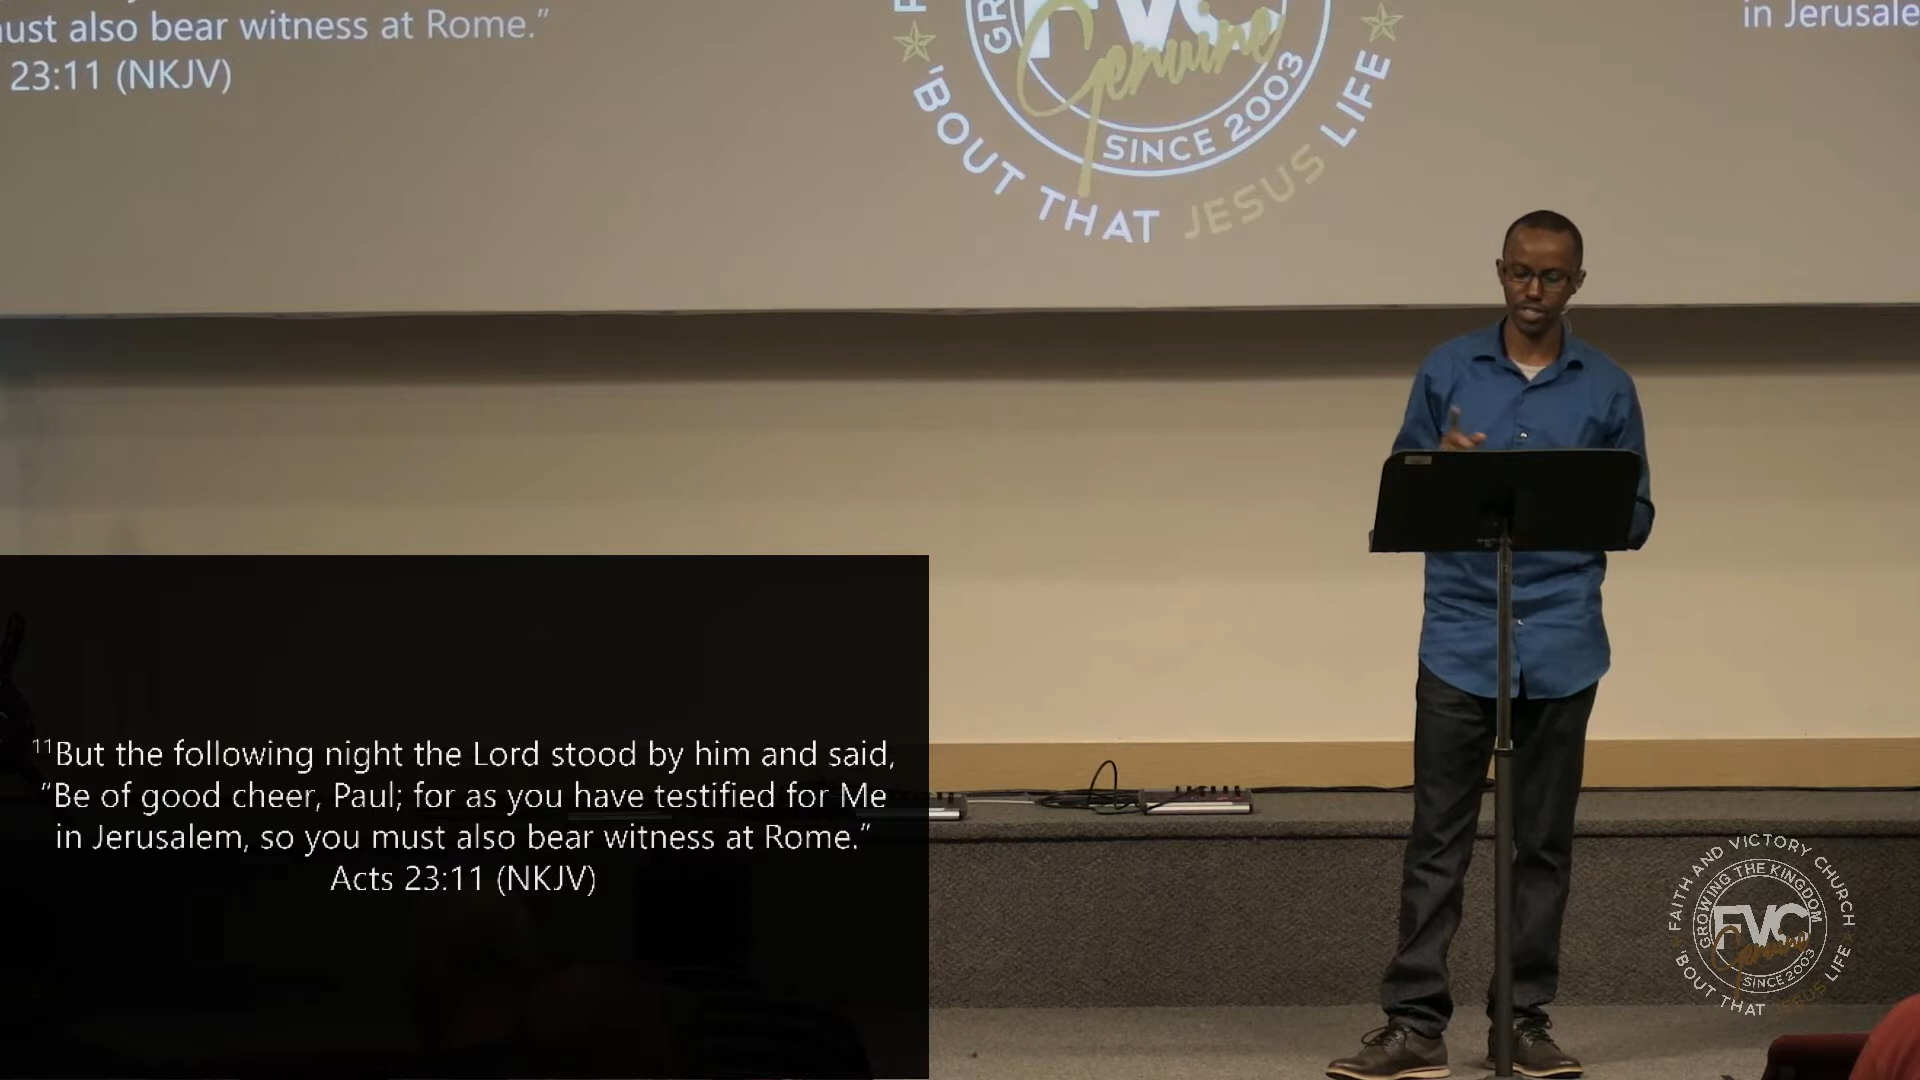 must also bear witness at Rome.”
23:11 (NKJV)
FVC
Genuine
SINCE 2003
'BOUT THAT JESUS LIFE
in Jerusale
11But the following night the Lord stood by him and said,
“Be of good cheer, Paul; for as you have testified for Me
in Jerusalem, so you must also bear witness at Rome.”
Acts 23:11 (NKJV)
FAITH AND VICTORY CHURCH
GROWING THE KINGDOM
FVC
Genuine
SINCE 2003
'BOUT THAT JESUS LIFE